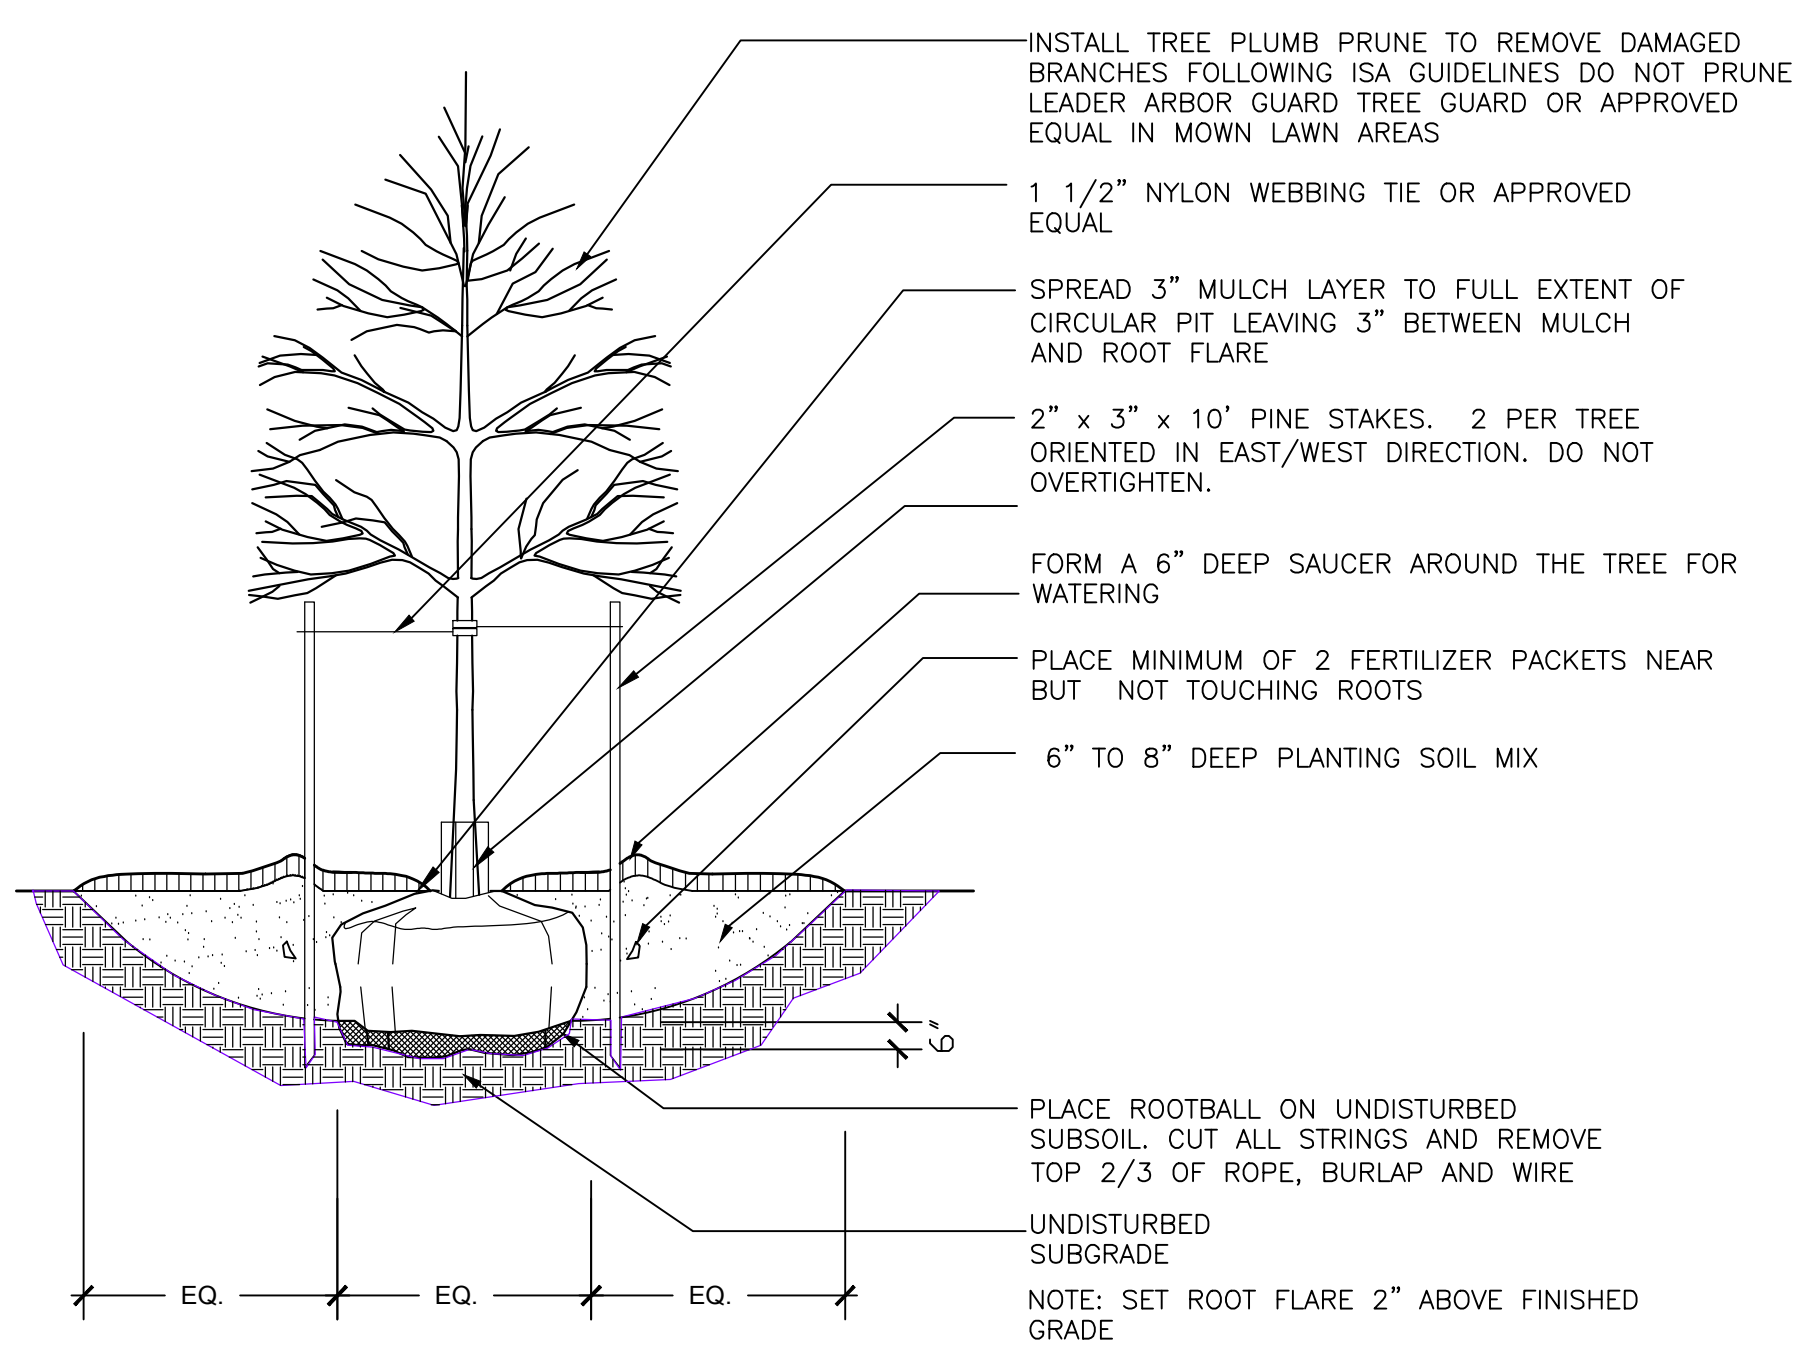 INSTALL TREE PLUMB PRUNE TO REMOVE DAMAGED
BRANCHES FOLLOWING ISA GUIDELINES DO NOT PRUNE
LEADER ARBOR GUARD TREE GUARD OR APPROVED
EQUAL IN MOWN LAWN AREAS
1 1/2” NYLON WEBBING TIE OR APPROVED
EQUAL
SPREAD 3” MULCH LAYER TO FULL EXTENT OF
CIRCULAR PIT LEAVING 3” BETWEEN MULCH
AND ROOT FLARE
2” x 3” x 10’ PINE STAKES. 2 PER TREE
ORIENTED IN EAST/WEST DIRECTION. DO NOT
OVERTIGHTEN.
FORM A 6” DEEP SAUCER AROUND THE TREE FOR
WATERING
PLACE MINIMUM OF 2 FERTILIZER PACKETS NEAR
BUT NOT TOUCHING ROOTS
6” TO 8” DEEP PLANTING SOIL MIX
6”
PLACE ROOTBALL ON UNDISTURBED
SUBSOIL. CUT ALL STRINGS AND REMOVE
TOP 2/3 OF ROPE, BURLAP AND WIRE
UNDISTURBED
SUBGRADE
EQ. EQ. EQ.
NOTE: SET ROOT FLARE 2” ABOVE FINISHED
GRADE